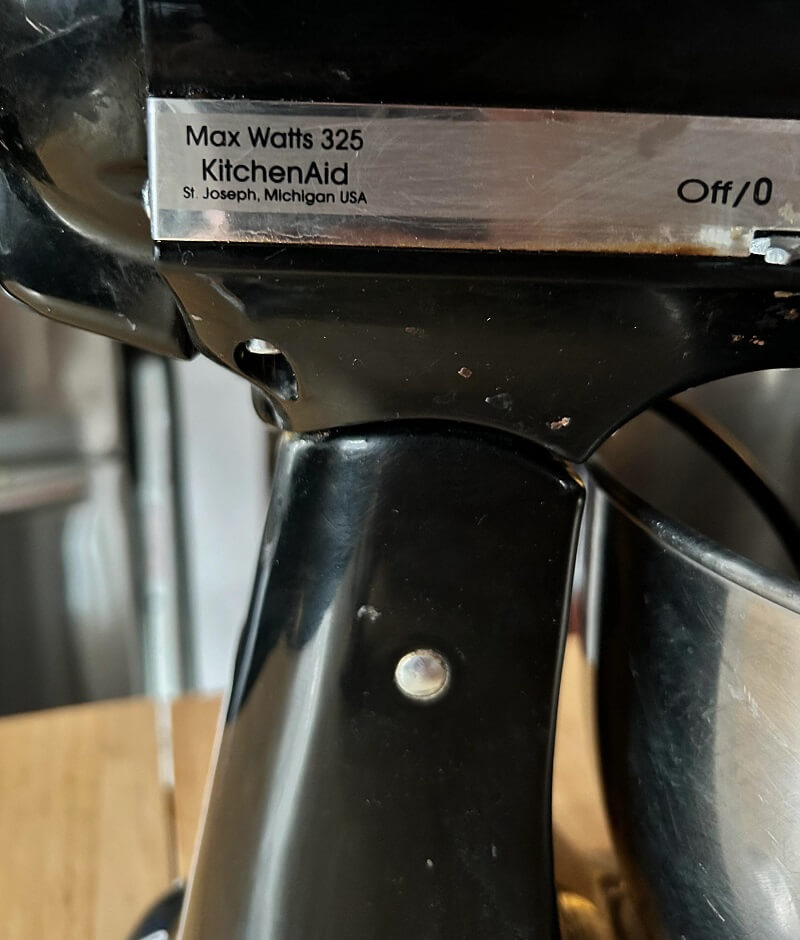 Max Watts 325
KitchenAid
St. Joseph, Michigan USA
Off/0